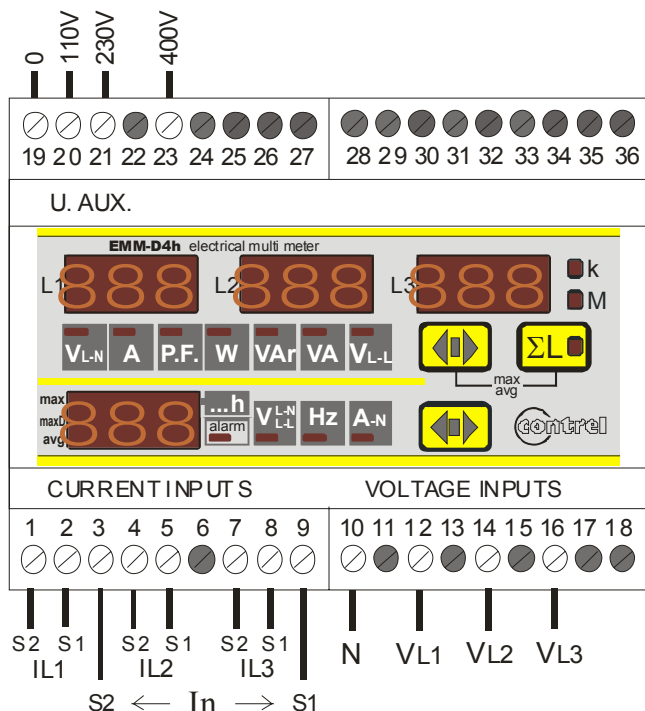 0 110V 230V 400V
19 20 21 22 23 24 25 26 27 28 29 30 31 32 33 34 35 36
U. AUX.
EMM-D4h electrical multi meter
L1 888 L2 888 L3 888 k
M
VL-N A P.F. W VAr VA VL-L ΣL
max
avg
max
maxD
avg
888 ...h
alarm
V L-N
L-L
Hz A-N contrel
CURRENT INPUTS VOLTAGE INPUTS
1 2 3 4 5 6 7 8 9 10 11 12 13 14 15 16 17 18
S2 S1 S2 S1 S2 S1
IL1 IL2 IL3 N VL1 VL2 VL3
S2 ← In → S1